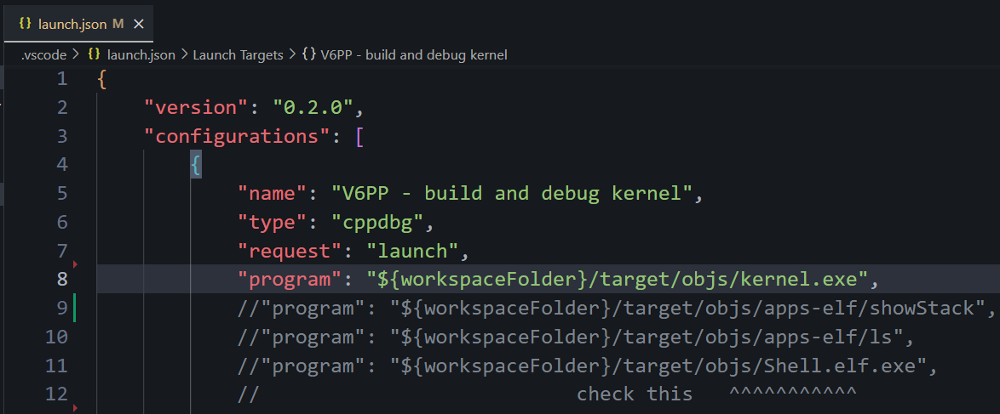 {} launch.json M ×
.vscode > {} launch.json > Launch Targets > {} V6PP - build and debug kernel
1 {
2 "version": "0.2.0",
3 "configurations": [
4 {
5 "name": "V6PP - build and debug kernel",
6 "type": "cppdbg",
7 "request": "launch",
8 "program": "${workspaceFolder}/target/objs/kernel.exe",
9 //"program": "${workspaceFolder}/target/objs/apps-elf/showStack",
10 //"program": "${workspaceFolder}/target/objs/apps-elf/ls",
11 //"program": "${workspaceFolder}/target/objs/Shell.elf.exe",
12 // check this ^^^^^^^^^^^